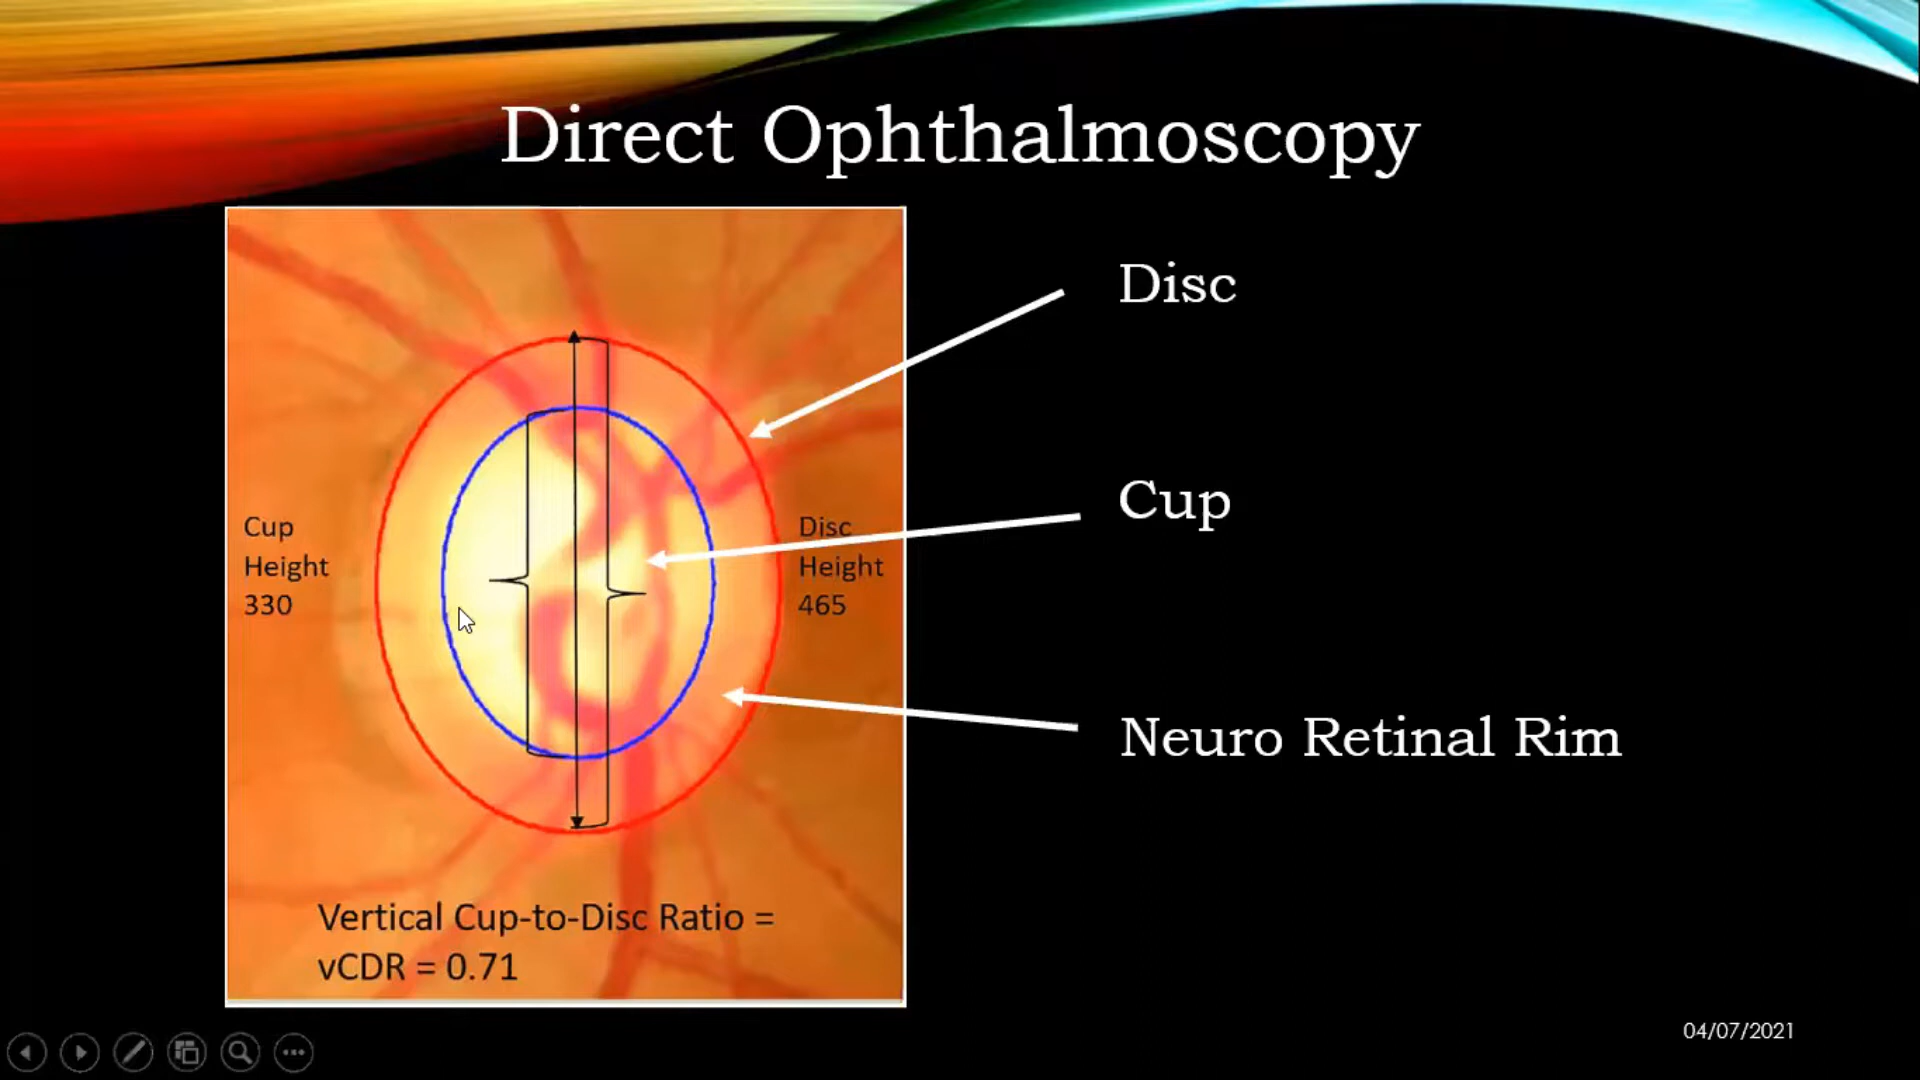 Direct Ophthalmoscopy
Disc
Cup
Neuro Retinal Rim
Cup
Height
330
Disc
Height
465
Vertical Cup-to-Disc Ratio =
vCDR = 0.71
04/07/2021